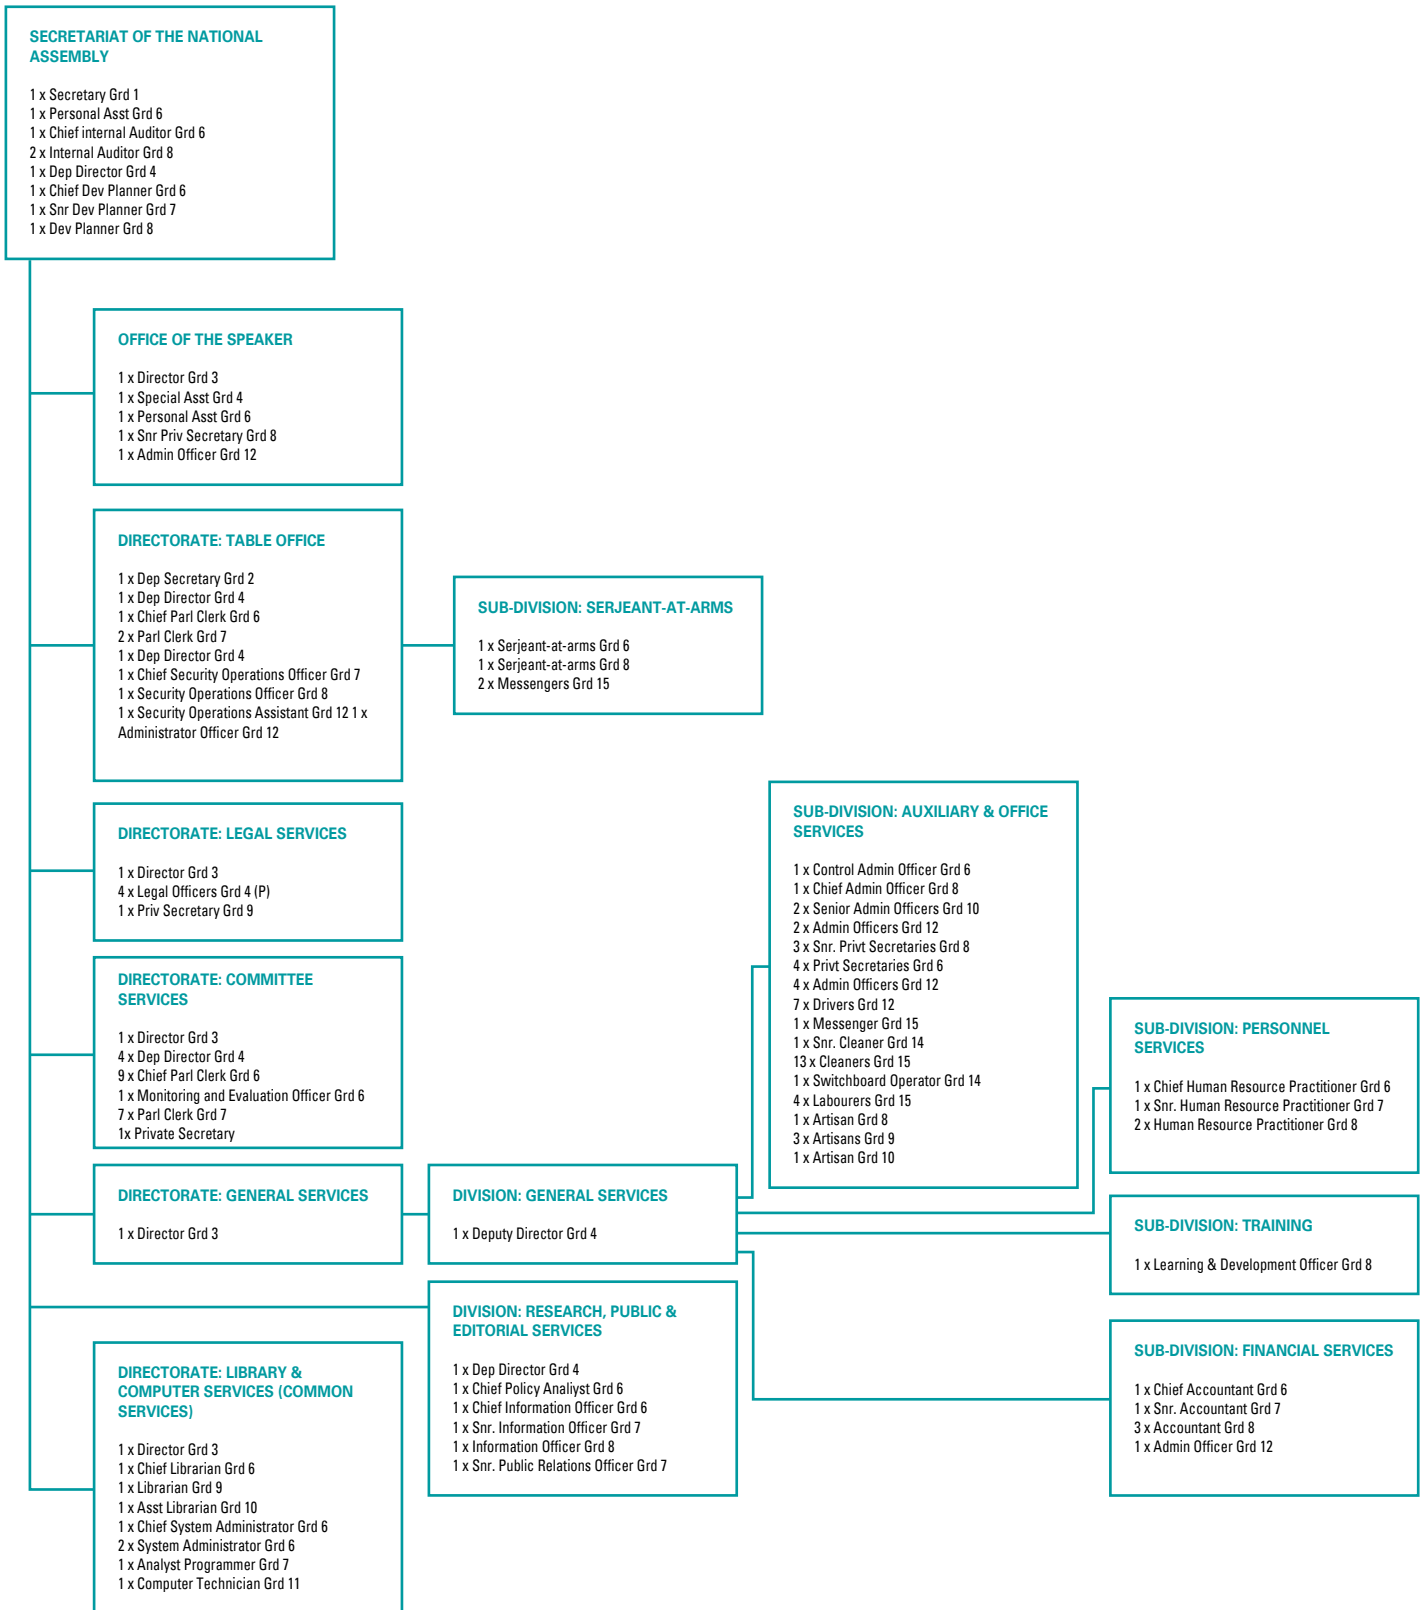 SECRETARIAT OF THE NATIONAL
ASSEMBLY
1 x Secretary Grd 1
1 x Personal Asst Grd 6
1 x Chief internal Auditor Grd 6
2 x Internal Auditor Grd 8
1 x Dep Director Grd 4
1 x Chief Dev Planner Grd 6
1 x Snr Dev Planner Grd 7
1 x Dev Planner Grd 8
OFFICE OF THE SPEAKER
1 x Director Grd 3
1 x Special Asst Grd 4
1 x Personal Asst Grd 6
1 x Snr Priv Secretary Grd 8
1 x Admin Officer Grd 12
DIRECTORATE: TABLE OFFICE
1 x Dep Secretary Grd 2
1 x Dep Director Grd 4
1 x Chief Parl Clerk Grd 6
2 x Parl Clerk Grd 7
1 x Dep Director Grd 4
1 x Chief Security Operations Officer Grd 7
1 x Security Operations Officer Grd 8
1 x Security Operations Assistant Grd 12 1 x
Administrator Officer Grd 12
SUB-DIVISION: SERJEANT-AT-ARMS
1 x Serjeant-at-arms Grd 6
1 x Serjeant-at-arms Grd 8
2 x Messengers Grd 15
DIRECTORATE: LEGAL SERVICES
1 x Director Grd 3
4 x Legal Officers Grd 4 (P)
1 x Priv Secretary Grd 9
DIRECTORATE: COMMITTEE
SERVICES
1 x Director Grd 3
4 x Dep Director Grd 4
9 x Chief Parl Clerk Grd 6
1 x Monitoring and Evaluation Officer Grd 6
7 x Parl Clerk Grd 7
1x Private Secretary
DIRECTORATE: GENERAL SERVICES
1 x Director Grd 3
DIVISION: GENERAL SERVICES
1 x Deputy Director Grd 4
SUB-DIVISION: AUXILIARY & OFFICE
SERVICES
1 x Control Admin Officer Grd 6
1 x Chief Admin Officer Grd 8
2 x Senior Admin Officers Grd 10
2 x Admin Officers Grd 12
3 x Snr. Privt Secretaries Grd 8
4 x Privt Secretaries Grd 6
4 x Admin Officers Grd 12
7 x Drivers Grd 12
1 x Messenger Grd 15
1 x Snr. Cleaner Grd 14
13 x Cleaners Grd 15
1 x Switchboard Operator Grd 14
4 x Labourers Grd 15
1 x Artisan Grd 8
3 x Artisans Grd 9
1 x Artisan Grd 10
SUB-DIVISION: PERSONNEL
SERVICES
1 x Chief Human Resource Practitioner Grd 6
1 x Snr. Human Resource Practitioner Grd 7
2 x Human Resource Practitioner Grd 8
SUB-DIVISION: TRAINING
1 x Learning & Development Officer Grd 8
SUB-DIVISION: FINANCIAL SERVICES
1 x Chief Accountant Grd 6
1 x Snr. Accountant Grd 7
3 x Accountant Grd 8
1 x Admin Officer Grd 12
DIVISION: RESEARCH, PUBLIC &
EDITORIAL SERVICES
1 x Dep Director Grd 4
1 x Chief Policy Analiyst Grd 6
1 x Chief Information Officer Grd 6
1 x Snr. Information Officer Grd 7
1 x Information Officer Grd 8
1 x Snr. Public Relations Officer Grd 7
DIRECTORATE: LIBRARY &
COMPUTER SERVICES (COMMON
SERVICES)
1 x Director Grd 3
1 x Chief Librarian Grd 6
1 x Librarian Grd 9
1 x Asst Librarian Grd 10
1 x Chief System Administrator Grd 6
2 x System Administrator Grd 6
1 x Analyst Programmer Grd 7
1 x Computer Technician Grd 11